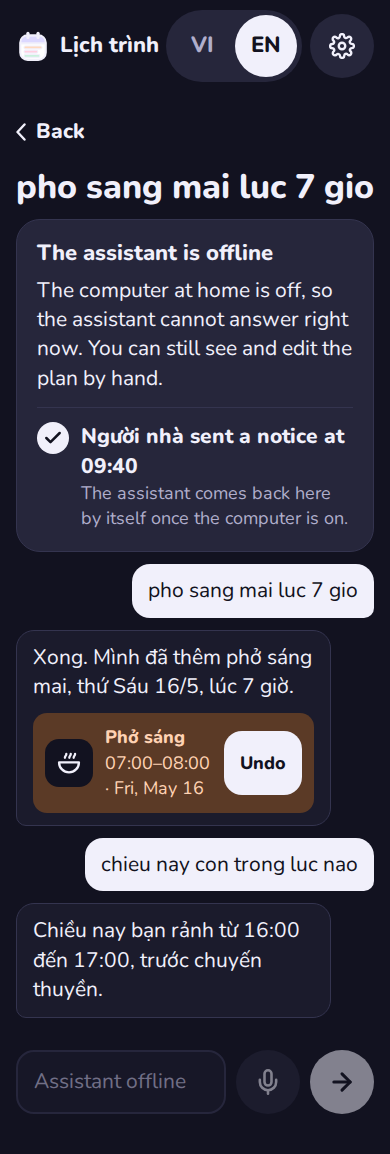 Lịch trình VI EN
Back
pho sang mai luc 7 gio
The assistant is offline
The computer at home is off, so
the assistant cannot answer right
now. You can still see and edit the
plan by hand.
Người nhà sent a notice at
09:40
The assistant comes back here
by itself once the computer is on.
pho sang mai luc 7 gio
Xong. Mình đã thêm phở sáng
mai, thứ Sáu 16/5, lúc 7 giờ.
Phở sáng
07:00–08:00
· Fri, May 16
Undo
chieu nay con trong luc nao
Chiều nay bạn rảnh từ 16:00
đến 17:00, trước chuyến
thuyền.
Assistant offline